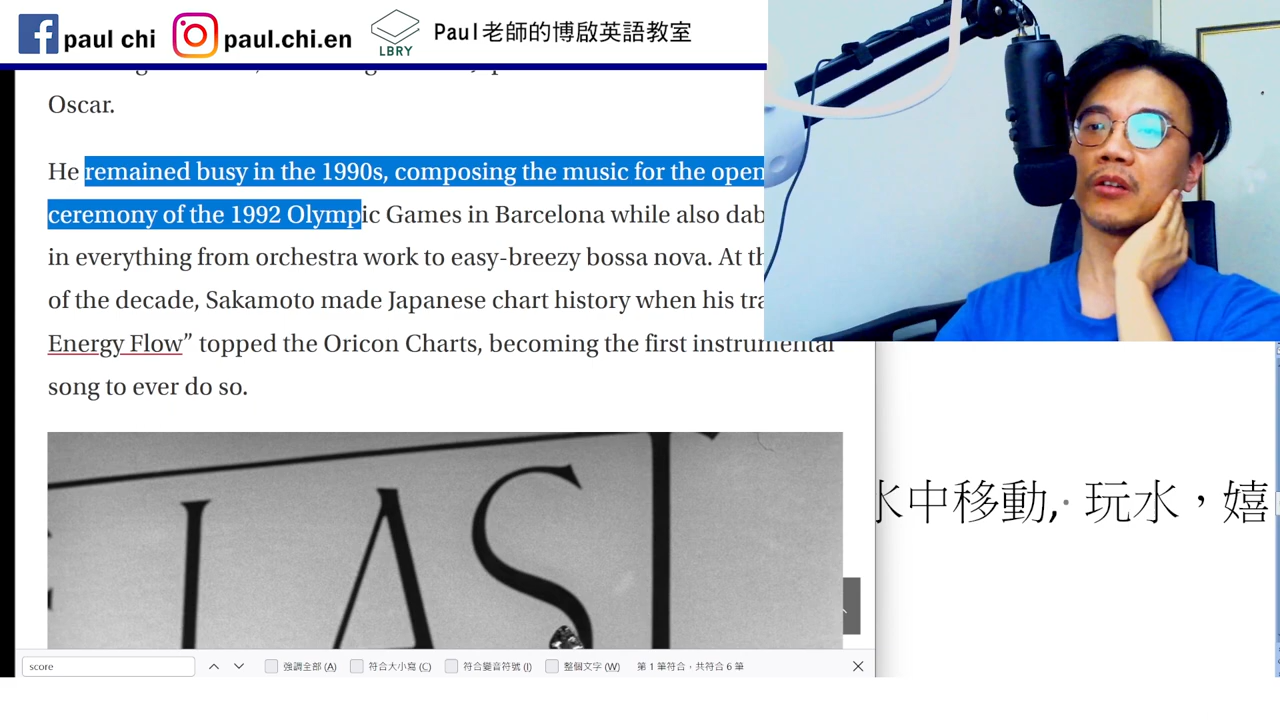 paul chi
paul.chi.en
LBRY
Paul老師的博啟英語教室
Oscar.
He remained busy in the 1990s, composing the music for the open
ceremony of the 1992 Olympic Games in Barcelona while also dab
in everything from orchestra work to easy-breezy bossa nova. At th
of the decade, Sakamoto made Japanese chart history when his tra
Energy Flow” topped the Oricon Charts, becoming the first instrumental
song to ever do so.
LAS
水中移動, 玩水，嬉
score
強調全部 (A)
符合大小寫 (C)
符合變音符號 (I)
整個文字 (W)
第 1 筆符合，共符合 6 筆